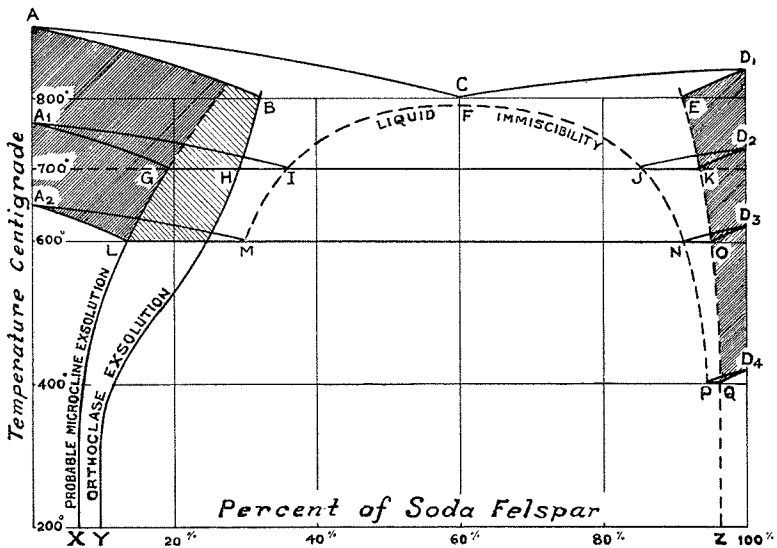 A
D1
C
800°
B
LIQUID
F
IMMISCIBILITY
E
A1
D2
700°
G
H
I
J
K
A2
D3
600°
L
M
N
O
Temperature Centigrade
PROBABLE MICROCLINE EXSOLUTION
ORTHOCLASE EXSOLUTION
D4
400°
P
Q
Percent of Soda Felspar
200°
X
Y
20%
40%
60%
80%
Z
100%